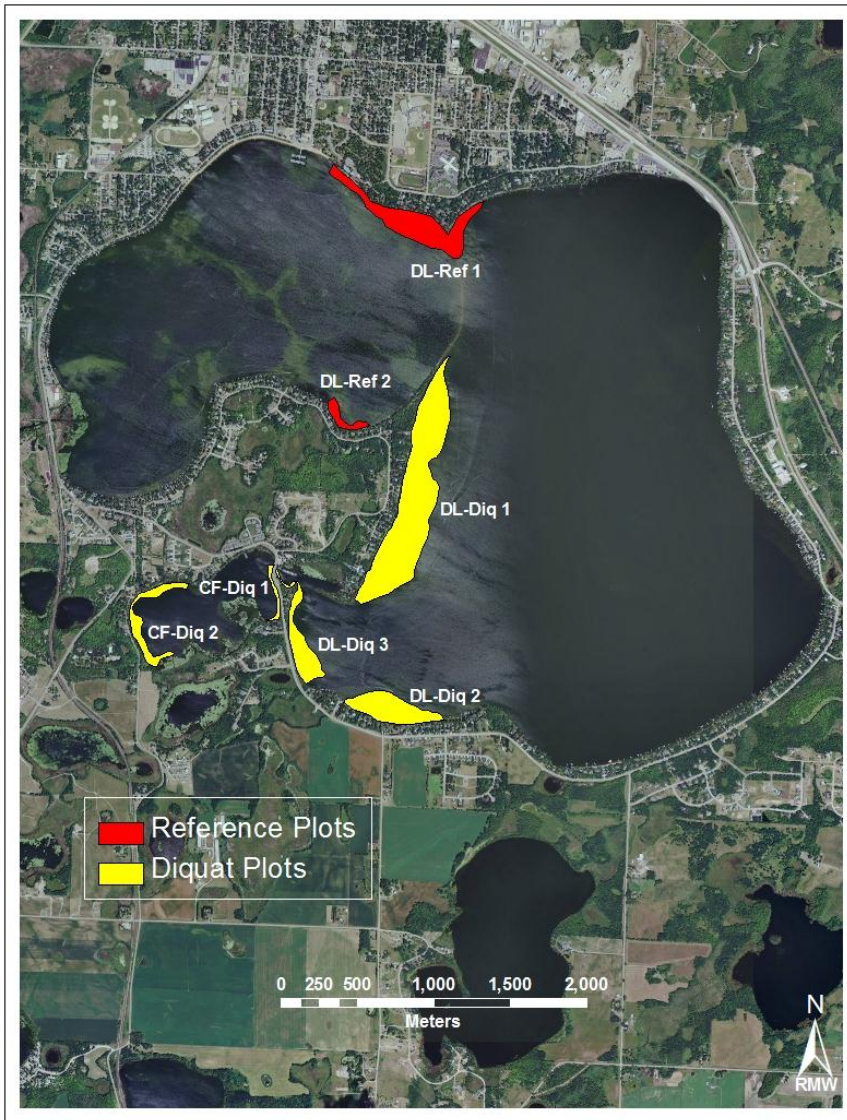 DL-Ref 1
DL-Ref 2
DL-Diq 1
CF-Diq 1
CF-Diq 2
DL-Diq 3
DL-Diq 2
Reference Plots
Diquat Plots
0 250 500 1,000 1,500 2,000
Meters
N
RMW